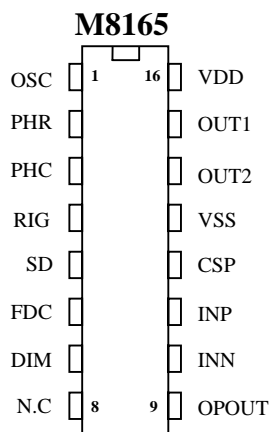 M8165
OSC 1 16 VDD
PHR OUT1
PHC OUT2
RIG VSS
SD CSP
FDC INP
DIM INN
N.C 8 9 OPOUT